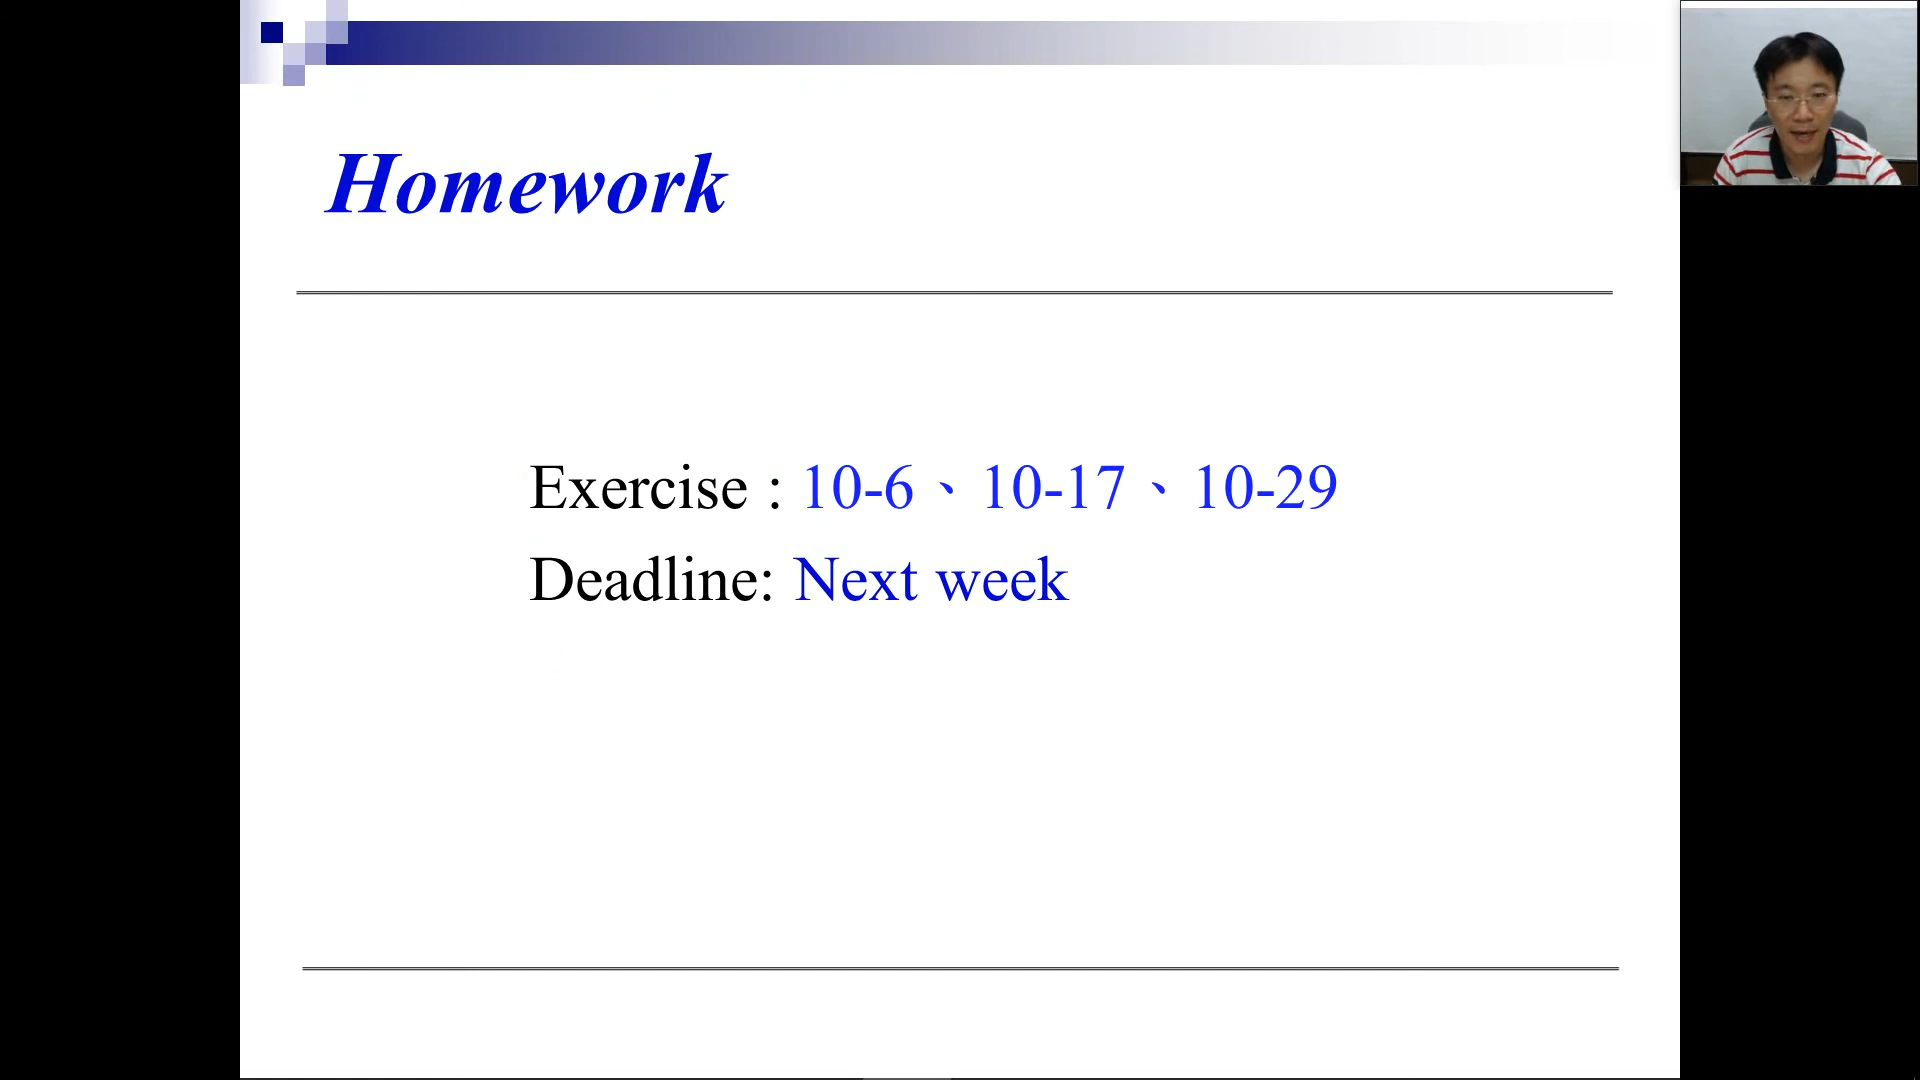 Homework
Exercise : 10-6、10-17、10-29
Deadline: Next week